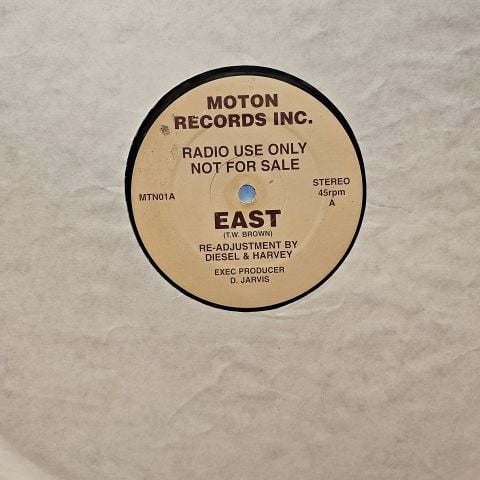 MOTON
RECORDS INC.
RADIO USE ONLY
NOT FOR SALE
MTN01A
STEREO
45rpm
A
EAST
(T.W. BROWN)
RE-ADJUSTMENT BY
DIESEL & HARVEY
EXEC PRODUCER
D. JARVIS